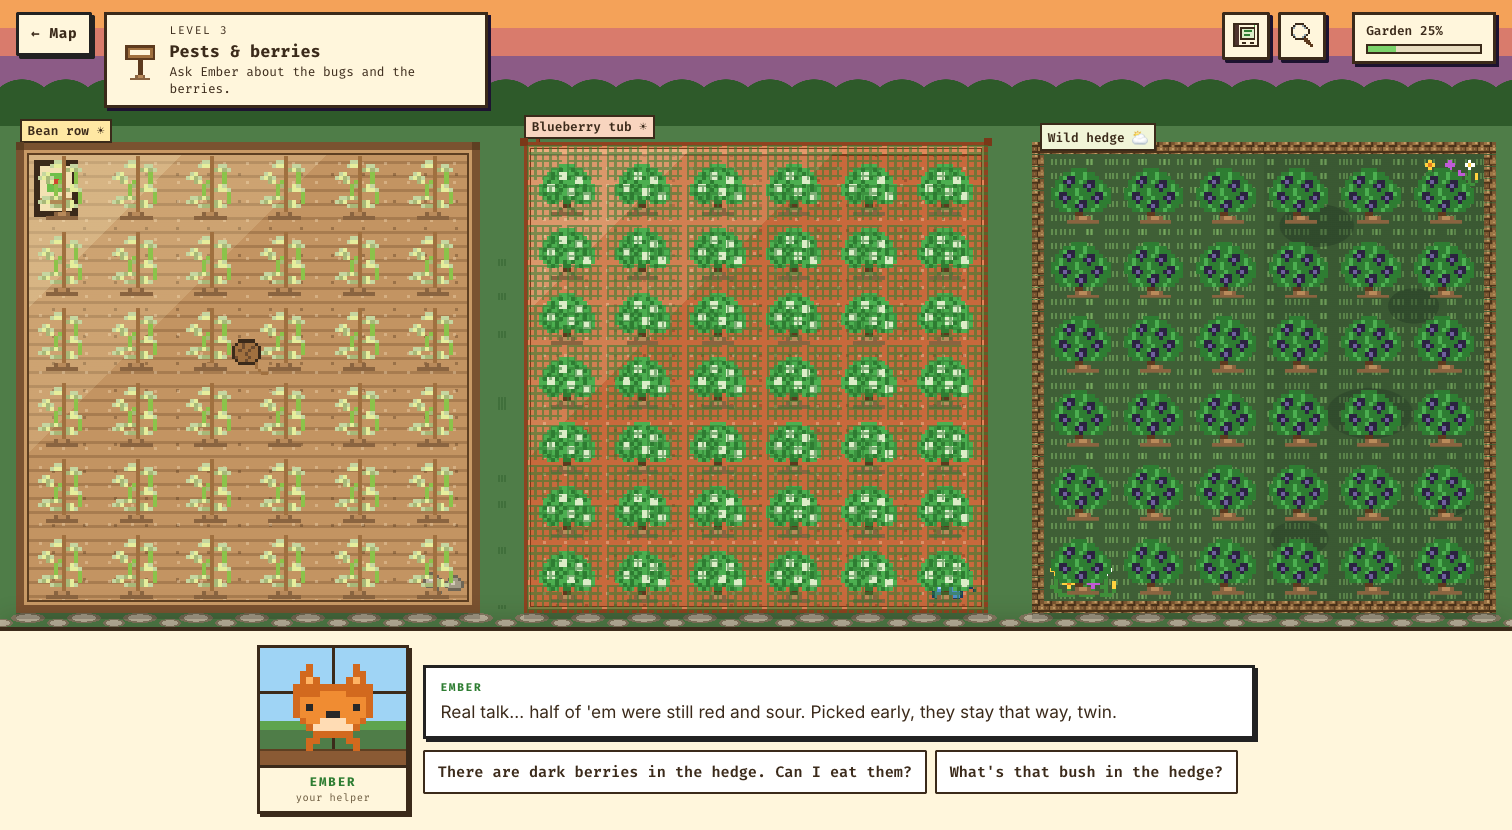 ← Map
LEVEL 3
Pests & berries
Ask Ember about the bugs and the
berries.
Garden 25%
Bean row ☀
Blueberry tub ☀
Wild hedge ⛅
EMBER
Real talk... half of 'em were still red and sour. Picked early, they stay that way, twin.
There are dark berries in the hedge. Can I eat them?
What's that bush in the hedge?
EMBER
your helper